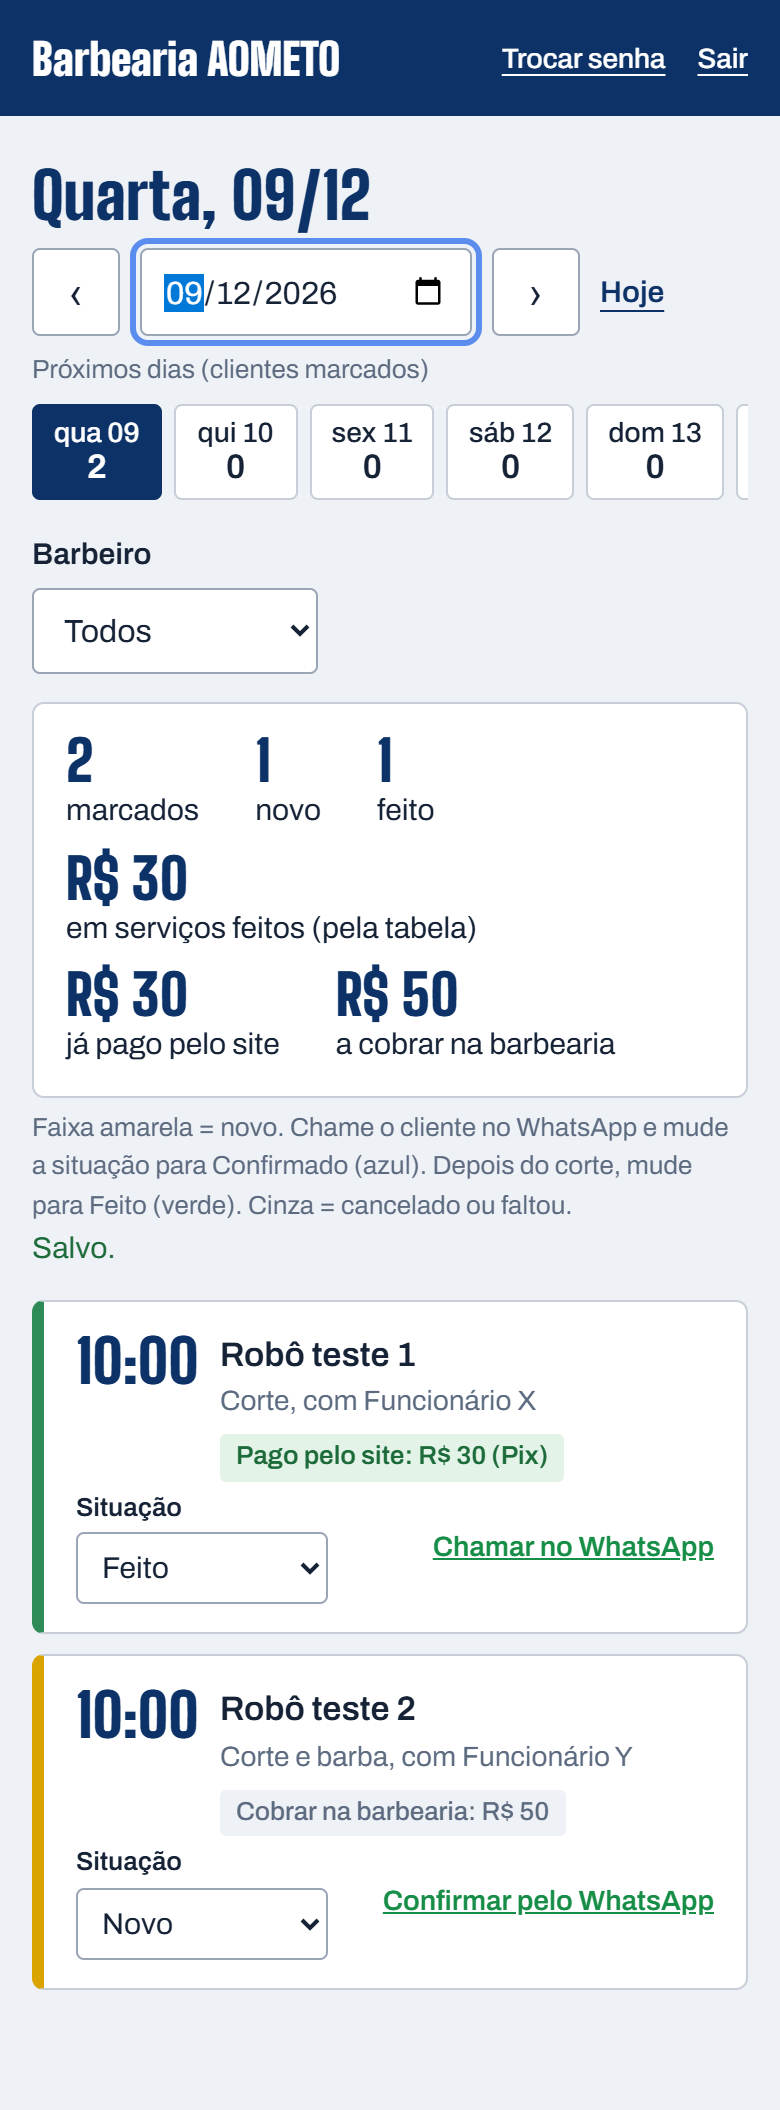 Barbearia AOMETO
Trocar senha
Sair
Quarta, 09/12
‹
09/12/2026
›
Hoje
Próximos dias (clientes marcados)
qua 09
2
qui 10
0
sex 11
0
sáb 12
0
dom 13
0
Barbeiro
Todos
2
marcados
1
novo
1
feito
R$ 30
em serviços feitos (pela tabela)
R$ 30
já pago pelo site
R$ 50
a cobrar na barbearia
Faixa amarela = novo. Chame o cliente no WhatsApp e mude
a situação para Confirmado (azul). Depois do corte, mude
para Feito (verde). Cinza = cancelado ou faltou.
Salvo.
10:00
Robô teste 1
Corte, com Funcionário X
Pago pelo site: R$ 30 (Pix)
Situação
Feito
Chamar no WhatsApp
10:00
Robô teste 2
Corte e barba, com Funcionário Y
Cobrar na barbearia: R$ 50
Situação
Novo
Confirmar pelo WhatsApp